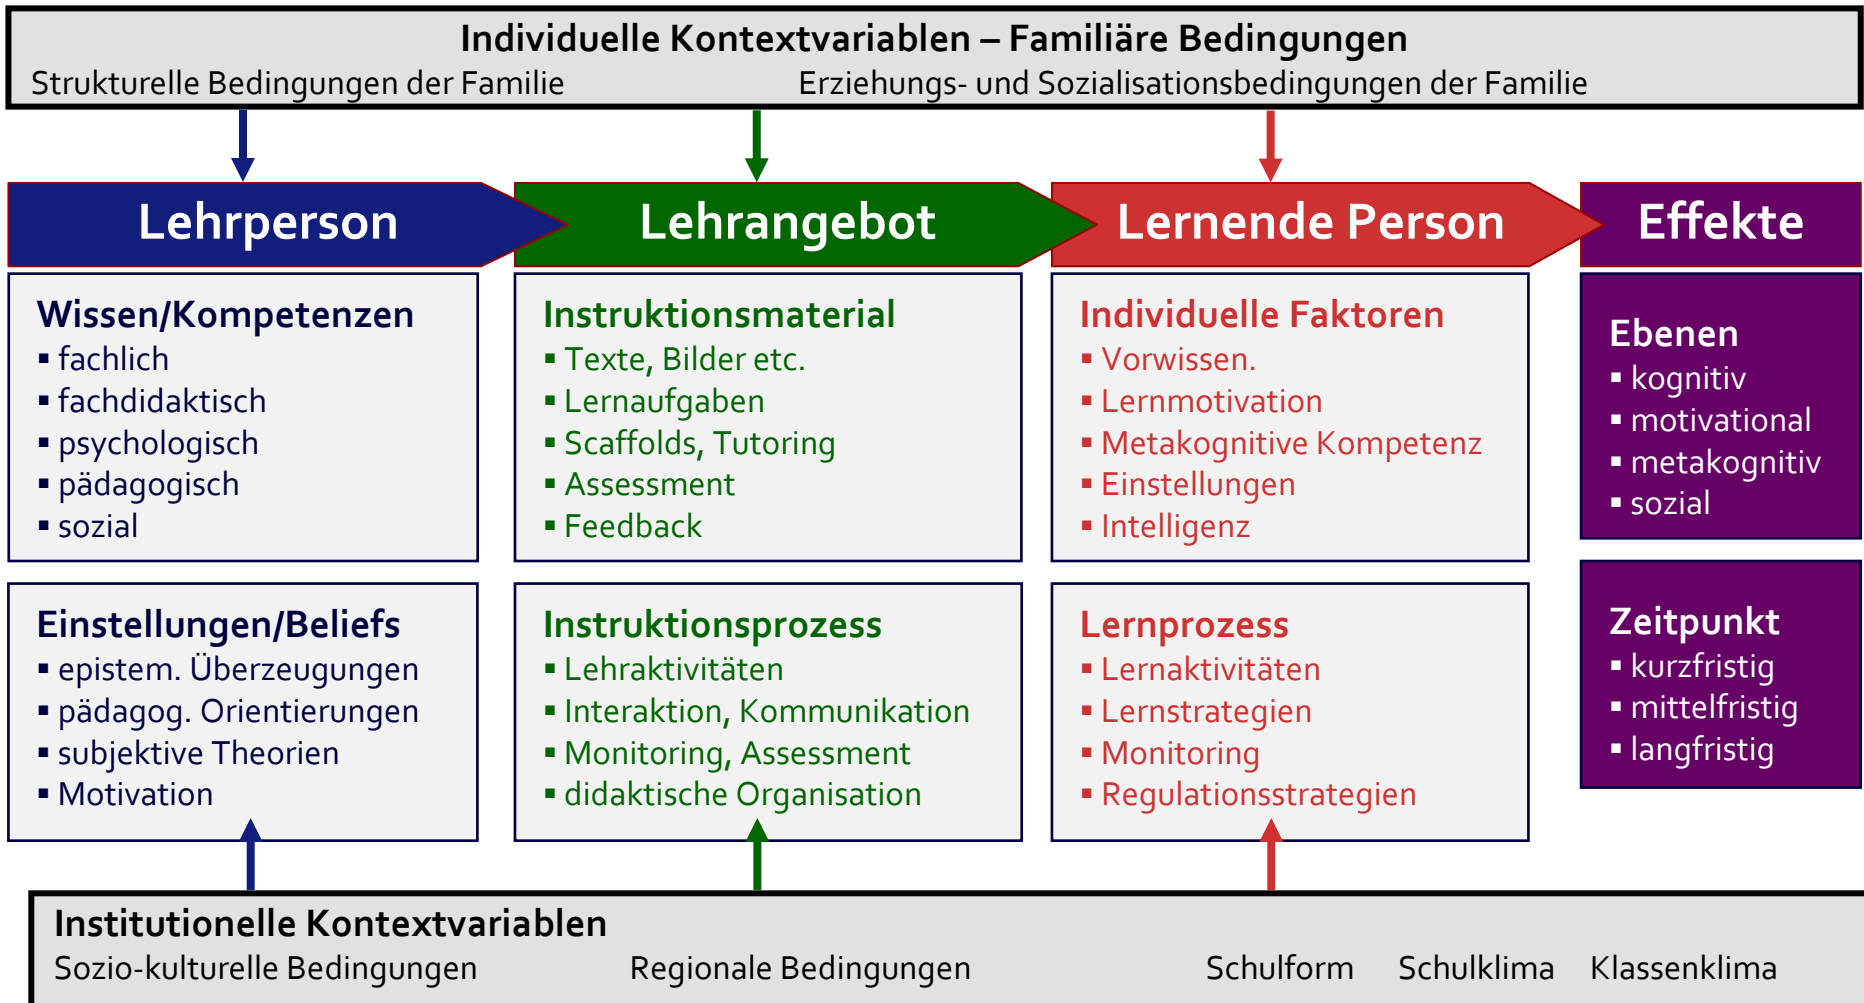 Individuelle Kontextvariablen – Familiäre Bedingungen
Strukturelle Bedingungen der Familie Erziehungs- und Sozialisationsbedingungen der Familie
Lehrperson
Wissen/Kompetenzen
▪ fachlich
▪ fachdidaktisch
▪ psychologisch
▪ pädagogisch
▪ sozial
Einstellungen/Beliefs
▪ epistem. Überzeugungen
▪ pädagog. Orientierungen
▪ subjektive Theorien
▪ Motivation
Lehrangebot
Instruktionsmaterial
▪ Texte, Bilder etc.
▪ Lernaufgaben
▪ Scaffolds, Tutoring
▪ Assessment
▪ Feedback
Instruktionsprozess
▪ Lehraktivitäten
▪ Interaktion, Kommunikation
▪ Monitoring, Assessment
▪ didaktische Organisation
Lernende Person
Individuelle Faktoren
▪ Vorwissen.
▪ Lernmotivation
▪ Metakognitive Kompetenz
▪ Einstellungen
▪ Intelligenz
Lernprozess
▪ Lernaktivitäten
▪ Lernstrategien
▪ Monitoring
▪ Regulationsstrategien
Effekte
Ebenen
▪ kognitiv
▪ motivational
▪ metakognitiv
▪ sozial
Zeitpunkt
▪ kurzfristig
▪ mittelfristig
▪ langfristig
Institutionelle Kontextvariablen
Sozio-kulturelle Bedingungen Regionale Bedingungen Schulform Schulklima Klassenklima